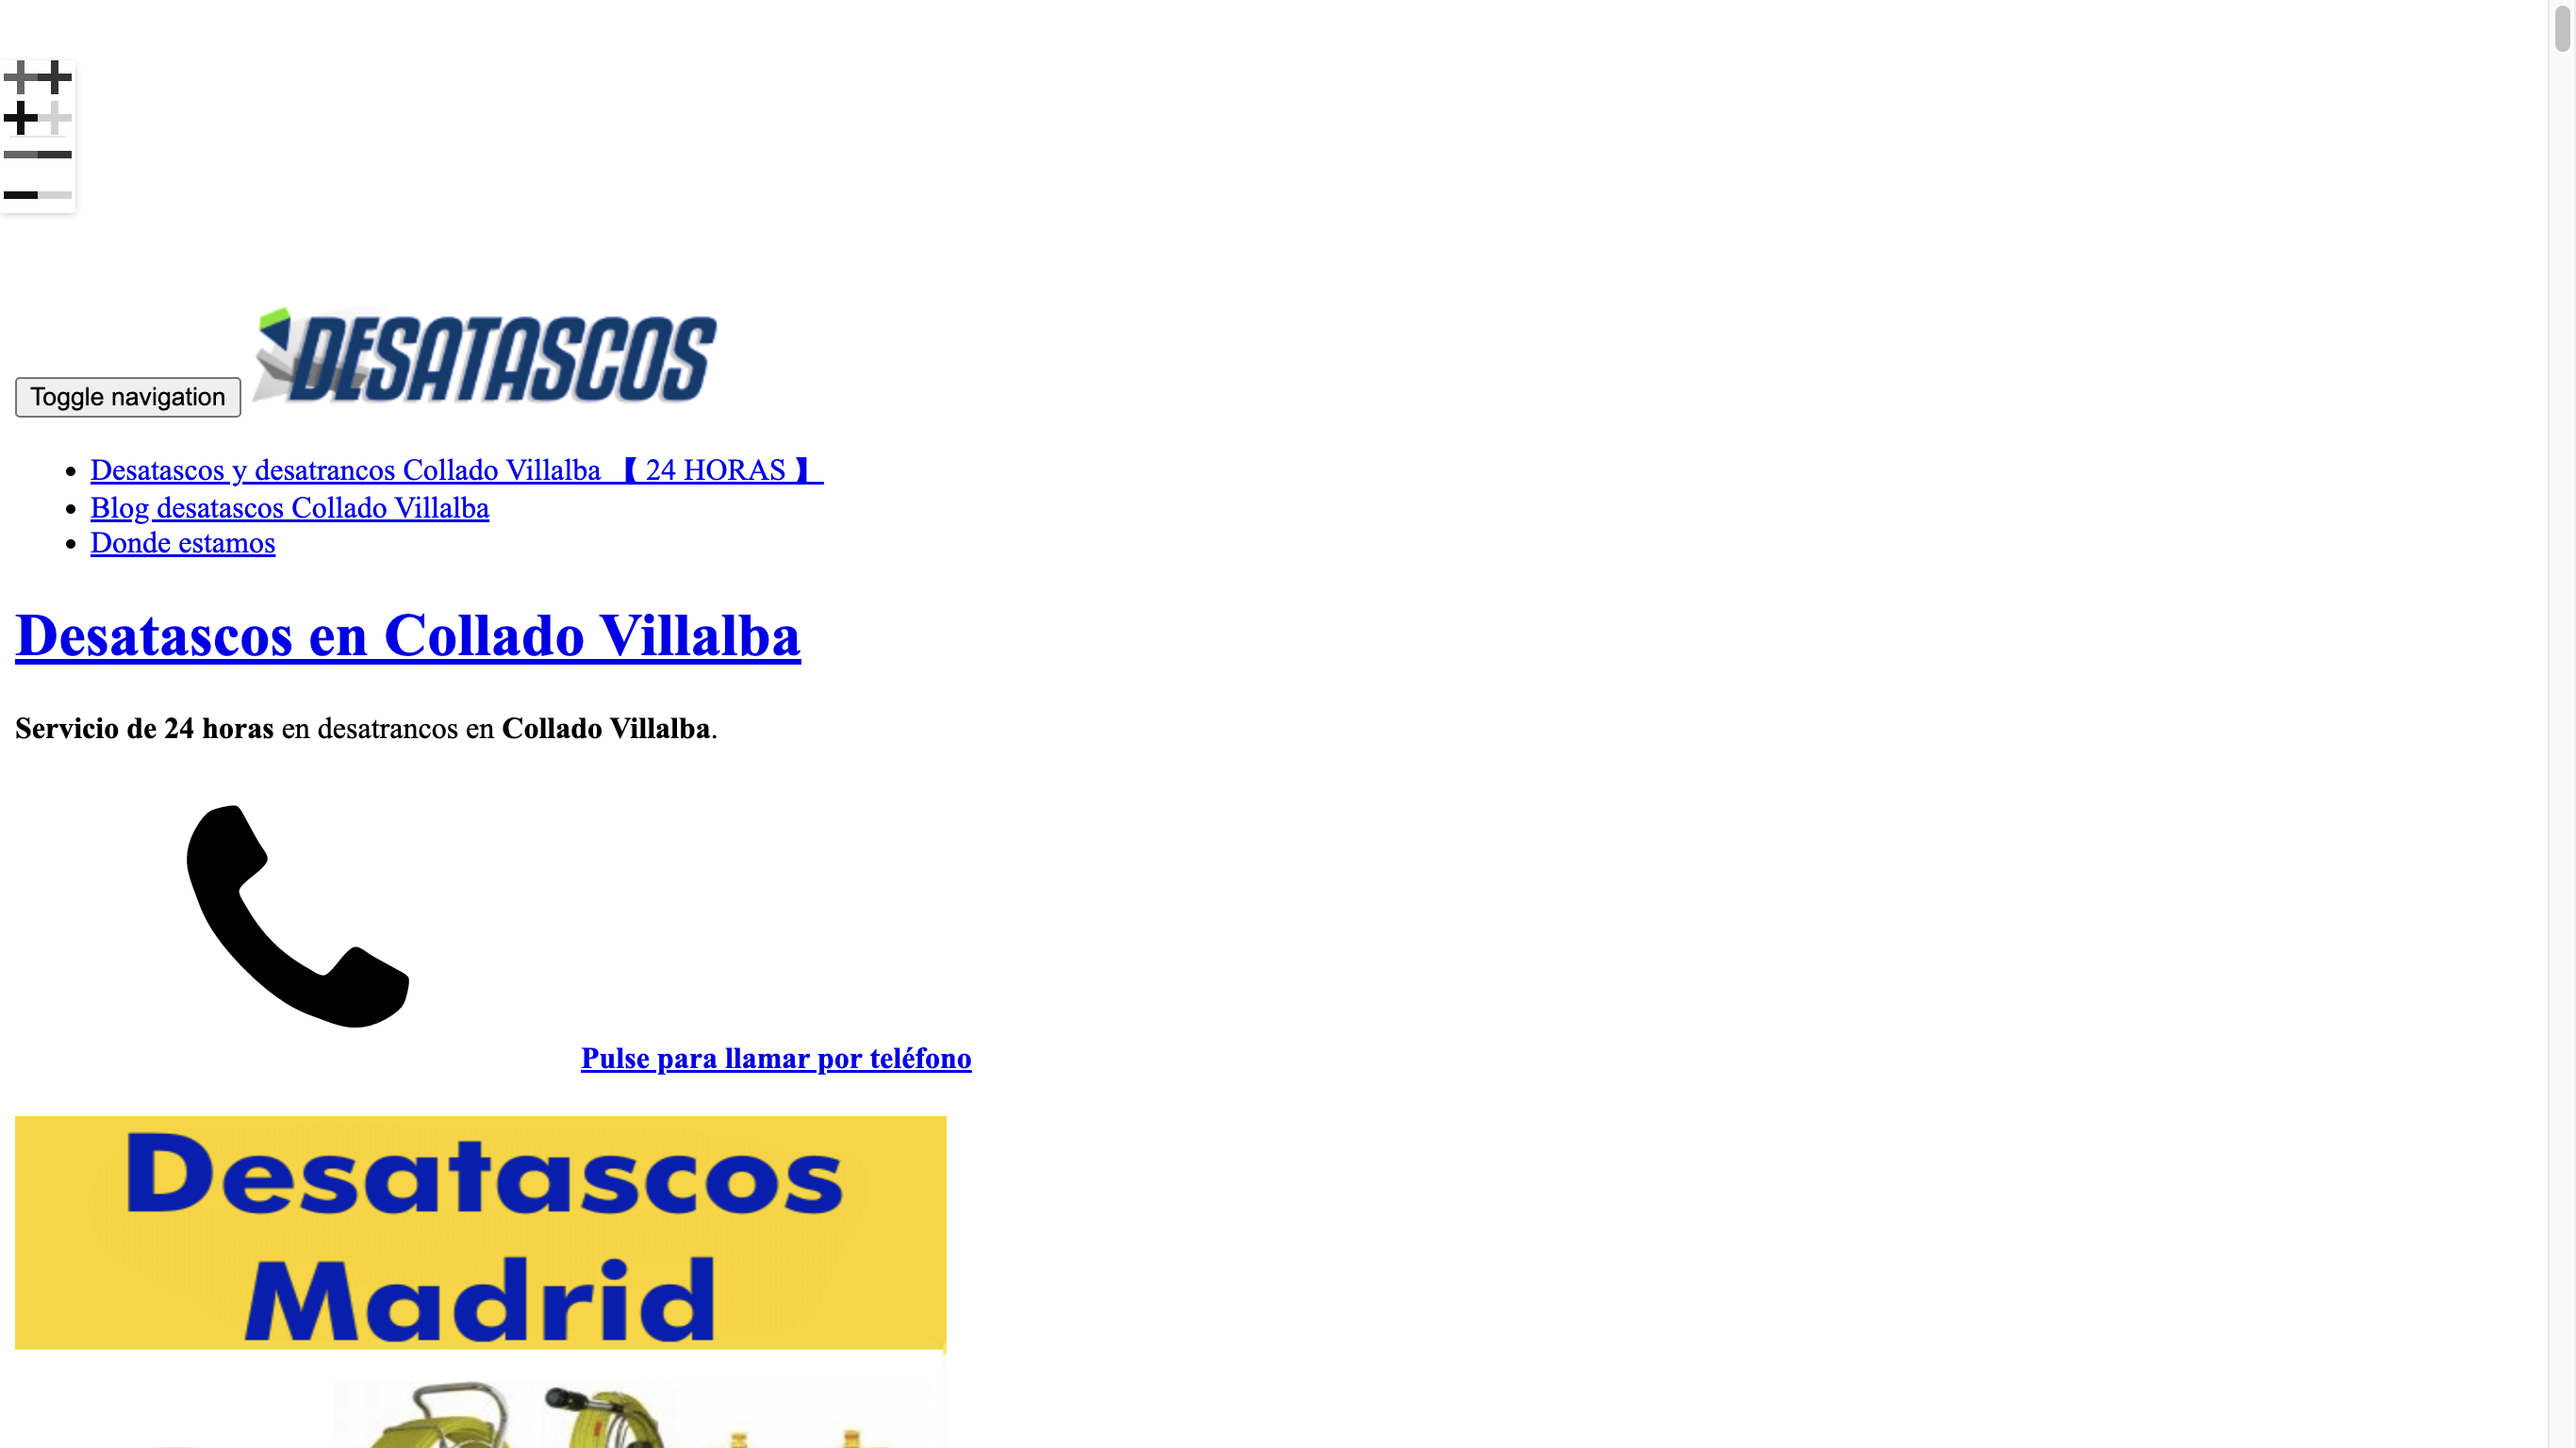 DESATASCOS
Toggle navigation
Desatascos y desatrancos Collado Villalba 【 24 HORAS 】
Blog desatascos Collado Villalba
Donde estamos
Desatascos en Collado Villalba
Servicio de 24 horas en desatrancos en Collado Villalba.
Pulse para llamar por teléfono
Desatascos
Madrid